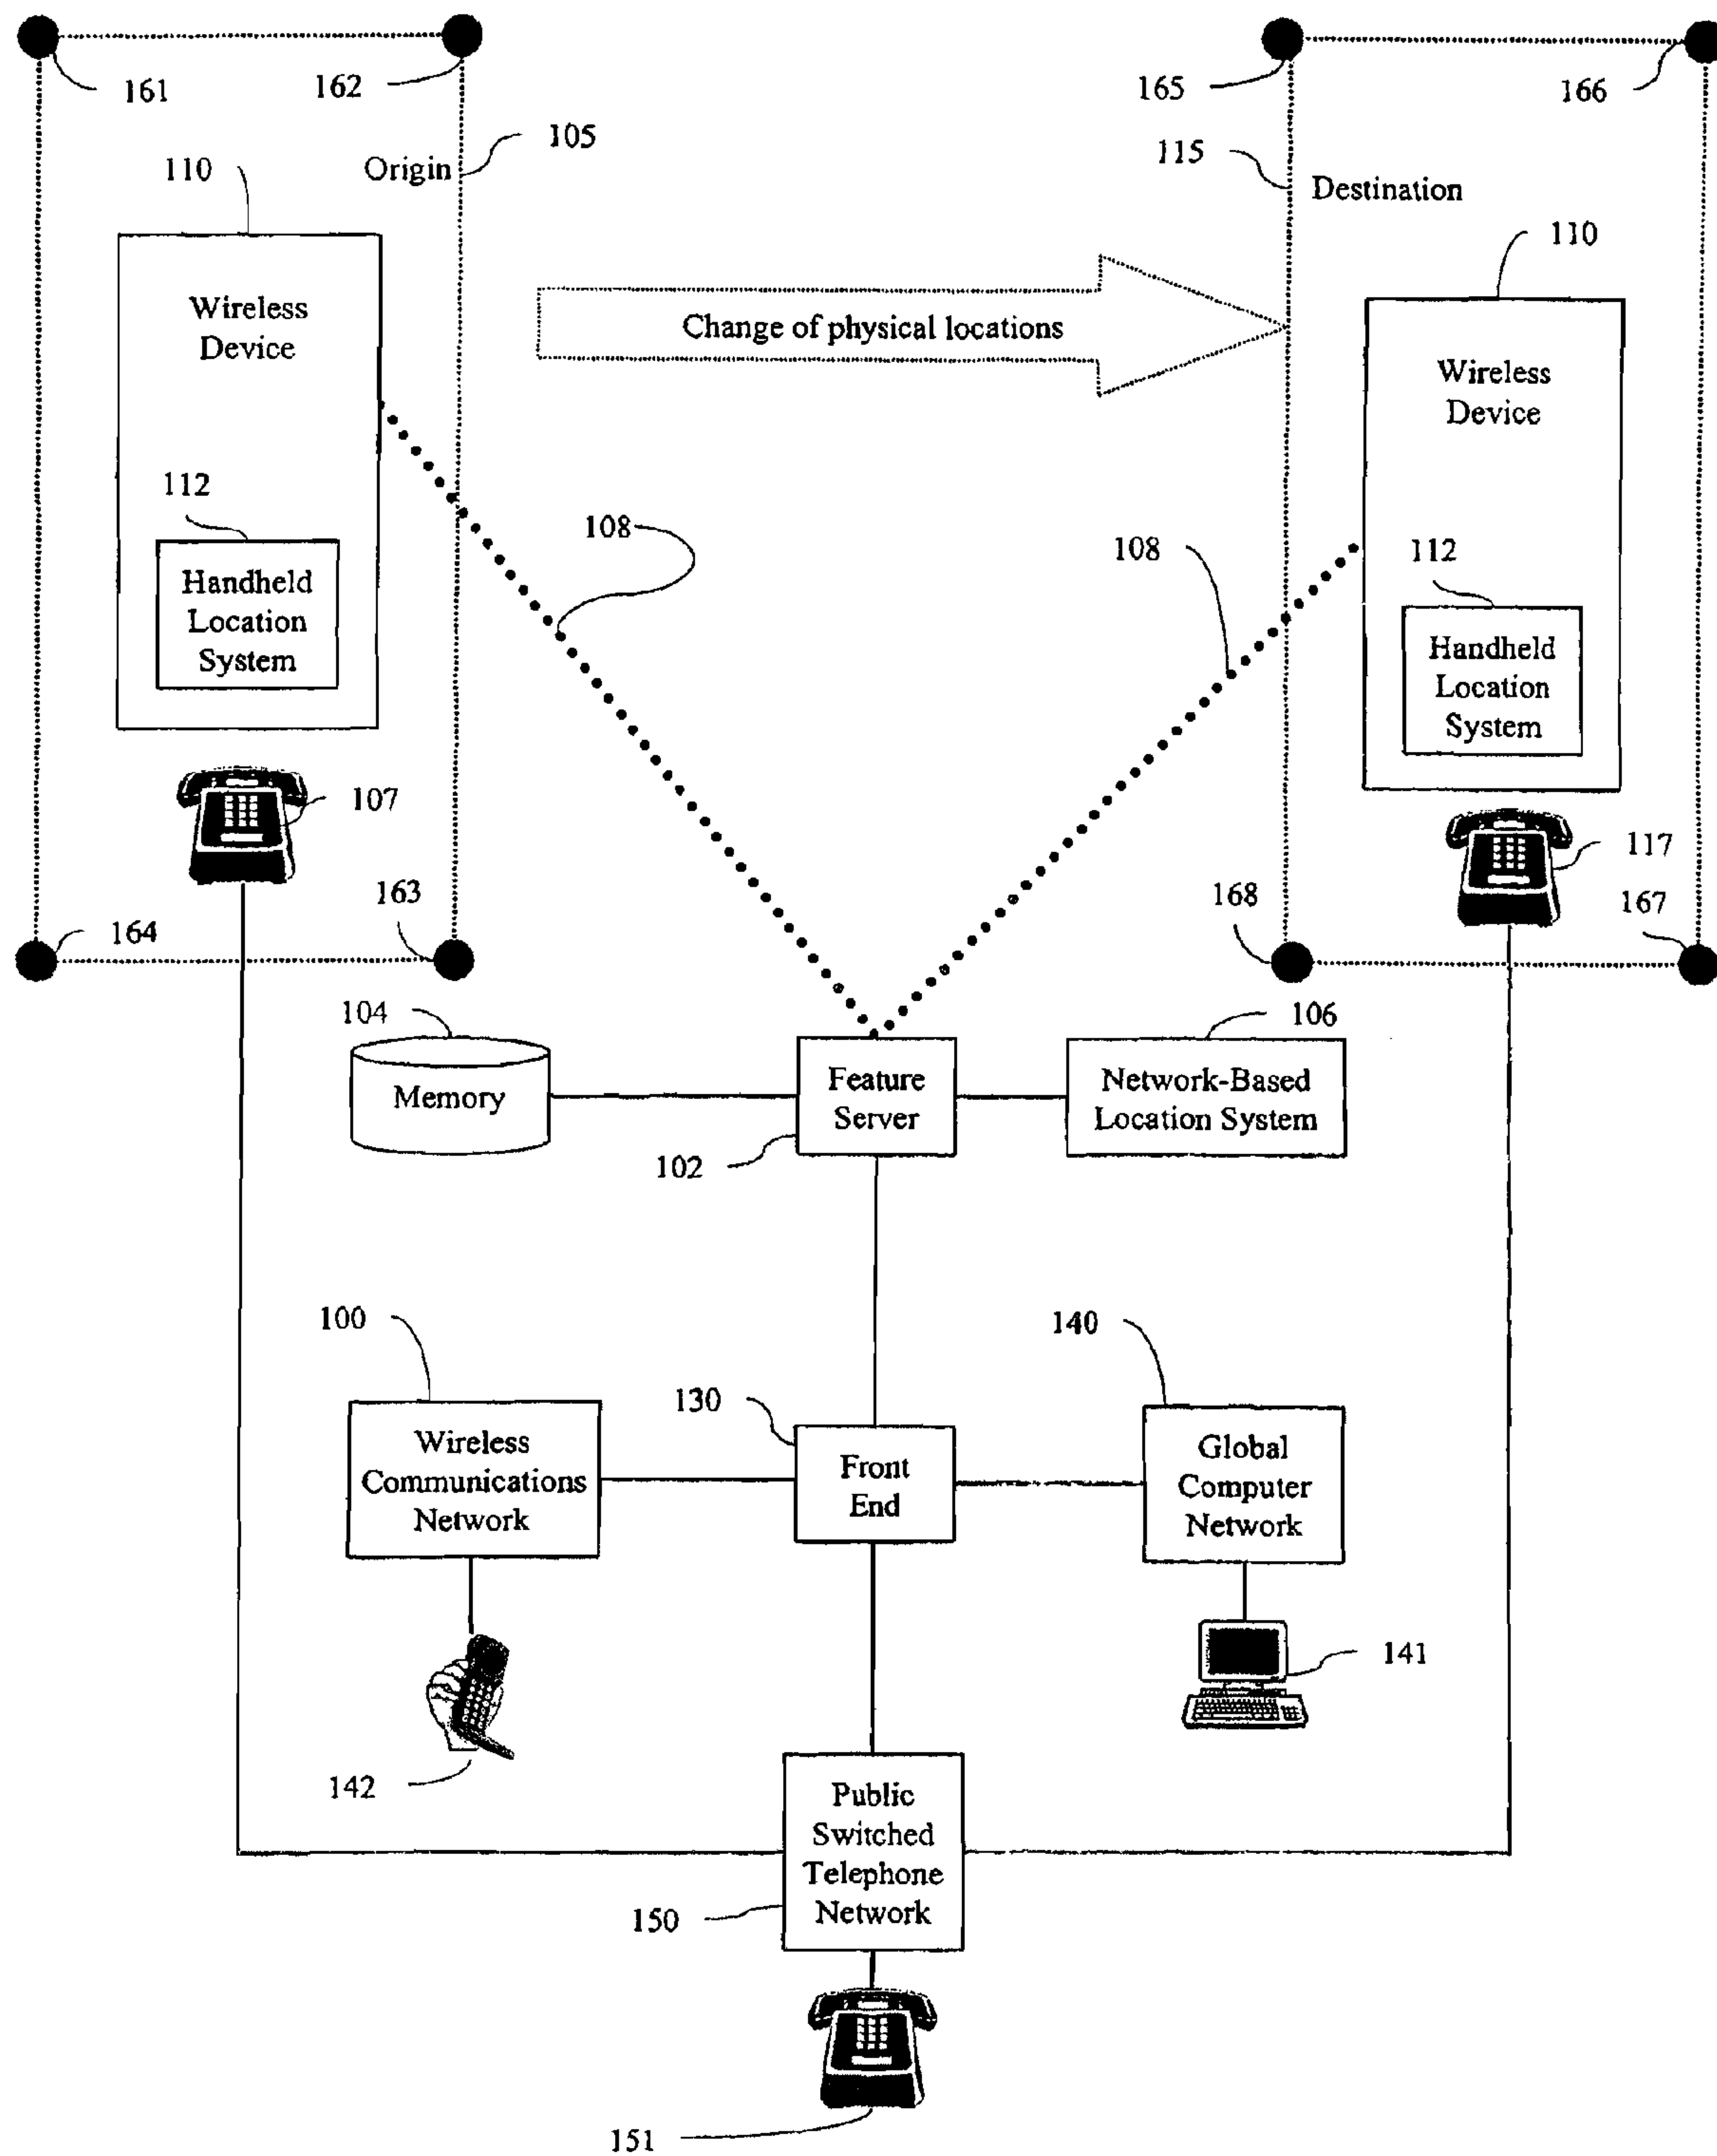 161
162
105
Origin
110
Wireless
Device
112
Handheld
Location
System
107
164
163
108
Change of physical locations
165
166
115
Destination
110
Wireless
Device
108
112
Handheld
Location
System
117
168
167
104
Memory
Feature
Server
102
106
Network-Based
Location System
100
Wireless
Communications
Network
130
Front
End
140
Global
Computer
Network
142
141
Public
Switched
Telephone
Network
150
151